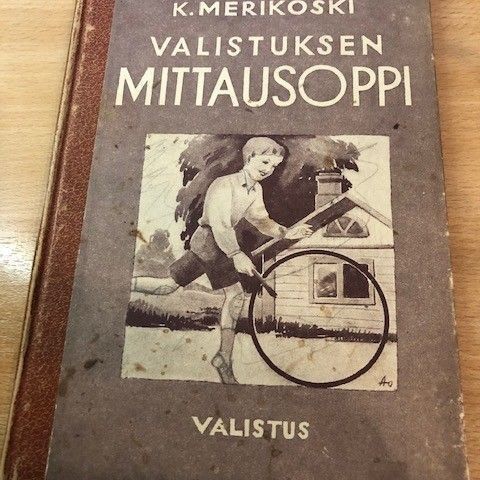 K. MERIKOSKI
VALISTUKSEN
MITTAUSOPPI
VALISTUS